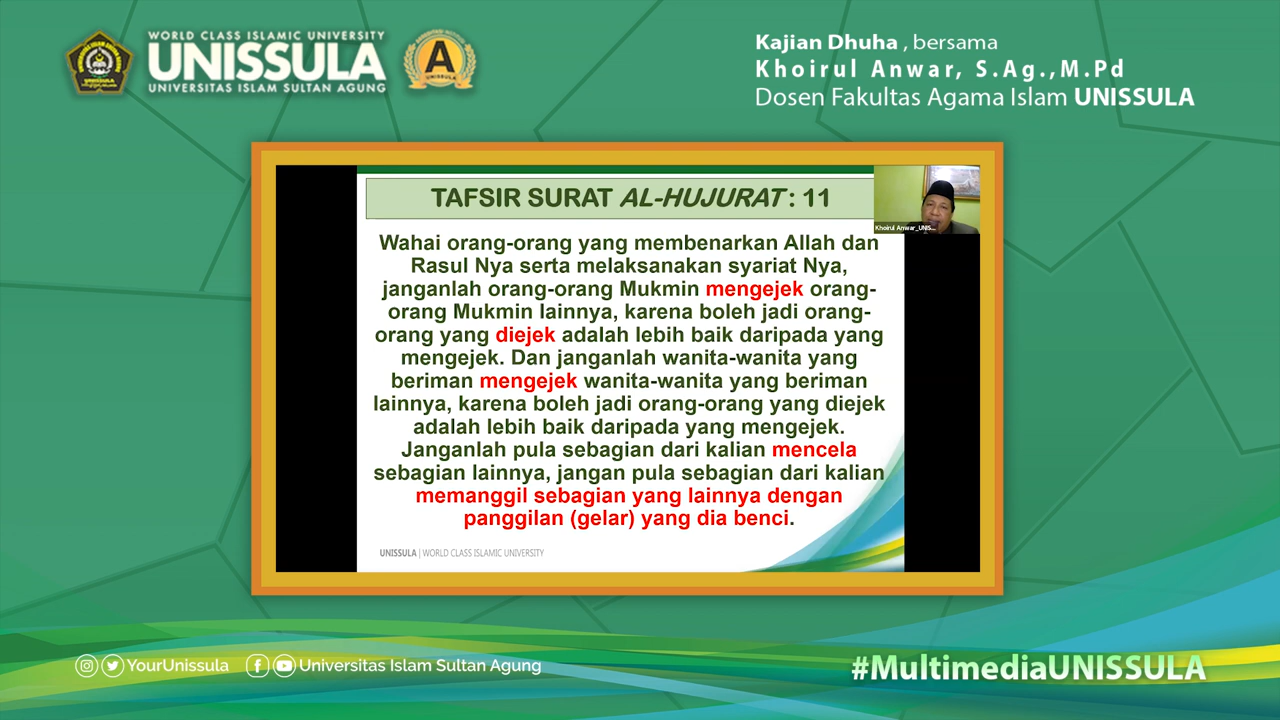 WORLD CLASS ISLAMIC UNIVERSITY
UNISSULA
UNIVERSITAS ISLAM SULTAN AGUNG
A
UNISSULA
Kajian Dhuha , bersama
Khoirul Anwar, S.Ag.,M.Pd
Dosen Fakultas Agama Islam UNISSULA
TAFSIR SURAT AL-HUJURAT : 11
Khoirul Anwar_UNIS...
Wahai orang-orang yang membenarkan Allah dan
Rasul Nya serta melaksanakan syariat Nya,
janganlah orang-orang Mukmin mengejek orang-
orang Mukmin lainnya, karena boleh jadi orang-
orang yang diejek adalah lebih baik daripada yang
mengejek. Dan janganlah wanita-wanita yang
beriman mengejek wanita-wanita yang beriman
lainnya, karena boleh jadi orang-orang yang diejek
adalah lebih baik daripada yang mengejek.
Janganlah pula sebagian dari kalian mencela
sebagian lainnya, jangan pula sebagian dari kalian
memanggil sebagian yang lainnya dengan
panggilan (gelar) yang dia benci.
UNISSULA | WORLD CLASS ISLAMIC UNIVERSITY
YourUnissula
Universitas Islam Sultan Agung
#MultimediaUNISSULA